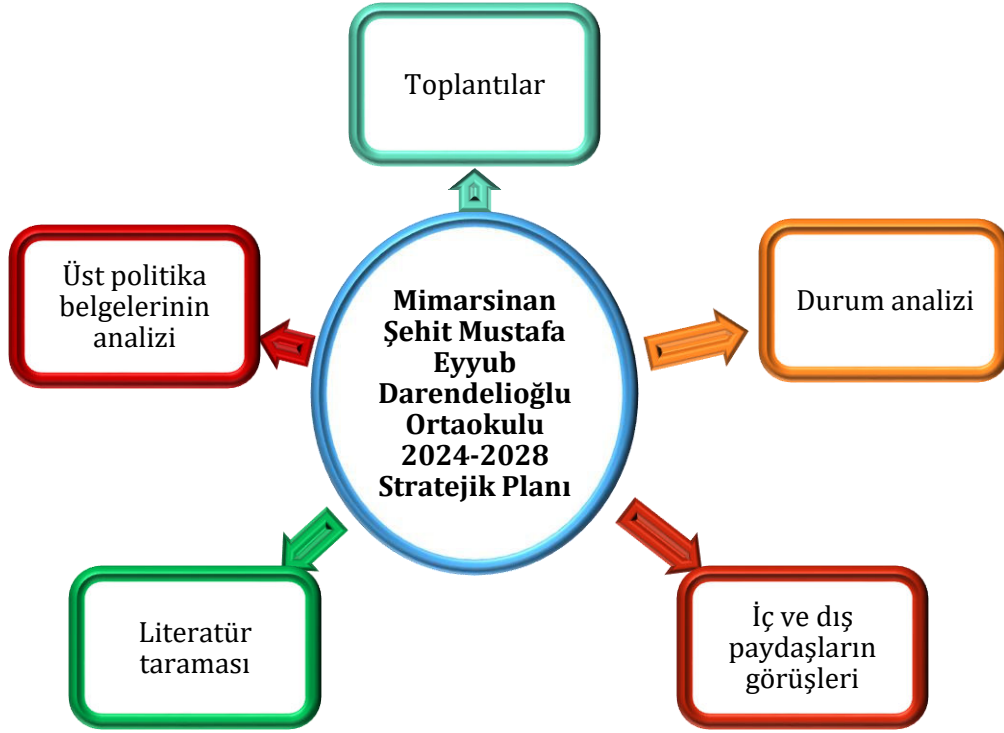 Toplantılar
Üst politika
belgelerinin
analizi
Mimarsinan
Şehit Mustafa
Eyyub
Darendelioğlu
Ortaokulu
2024-2028
Stratejik Planı
Durum analizi
Literatür
taraması
İç ve dış
paydaşların
görüşleri